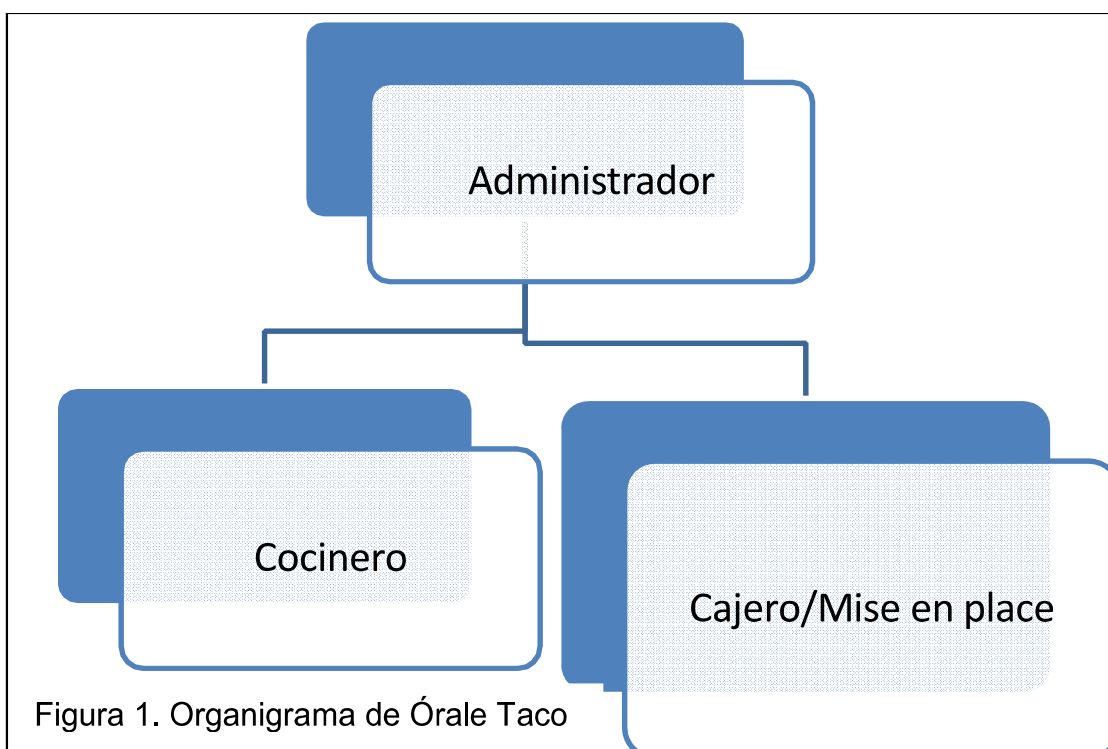 Administrador
Cocinero
Cajero/Mise en place
Figura 1. Organigrama de Órale Taco